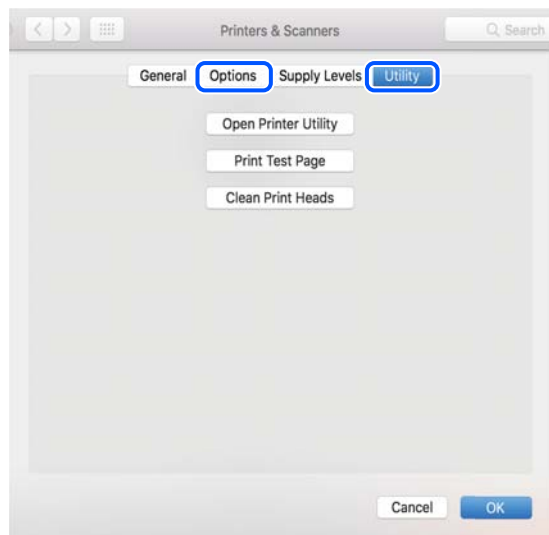 Printers & Scanners Search
General Options Supply Levels Utility
Open Printer Utility
Print Test Page
Clean Print Heads
Cancel OK